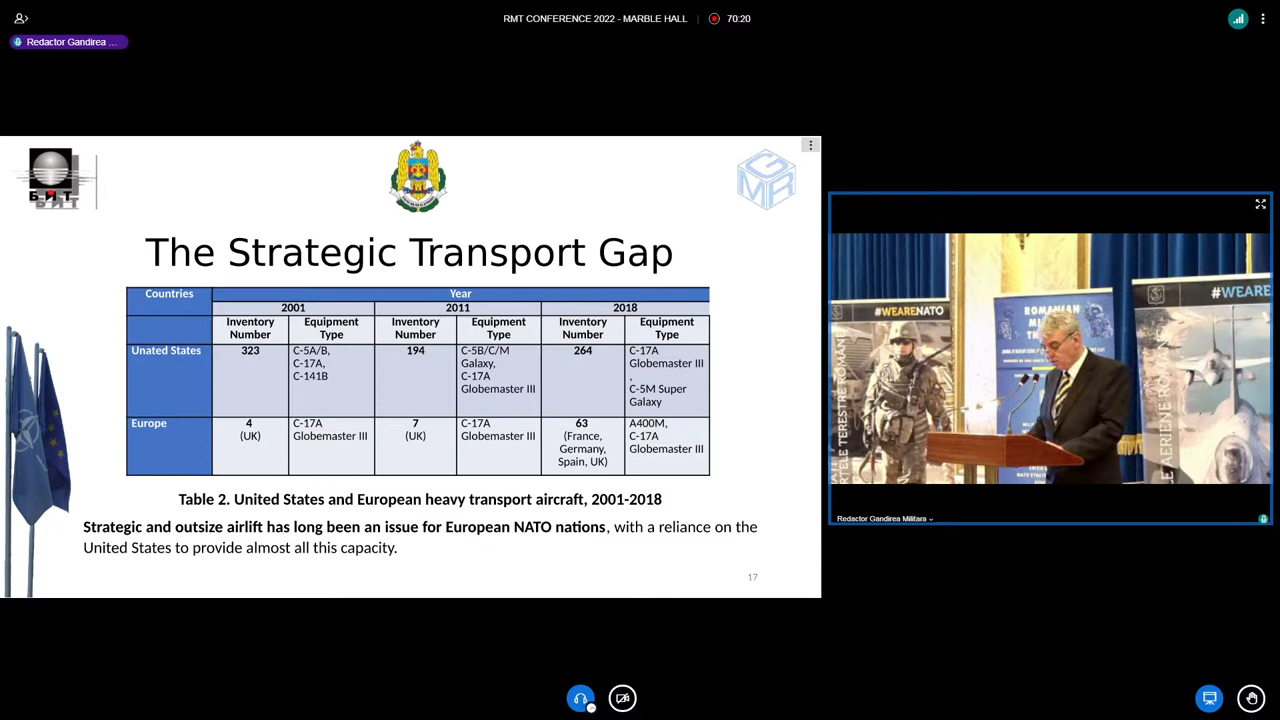 RMT CONFERENCE 2022 - MARBLE HALL
70:20
Redactor Gandirea ...
БИТ
GMR
The Strategic Transport Gap
Countries
Year
2001
2011
2018
Inventory Number
Equipment Type
Inventory Number
Equipment Type
Inventory Number
Equipment Type
Unated States
323
C-5A/B,
C-17A,
C-141B
194
C-5B/C/M
Galaxy,
C-17A
Globemaster III
264
C-17A
Globemaster III
,
C-5M Super
Galaxy
Europe
4
(UK)
C-17A
Globemaster III
7
(UK)
C-17A
Globemaster III
63
(France,
Germany,
Spain, UK)
A400M,
C-17A
Globemaster III
Table 2. United States and European heavy transport aircraft, 2001-2018
Strategic and outsize airlift has long been an issue for European NATO nations, with a reliance on the
United States to provide almost all this capacity.
17
#WEARENATO
ROMANIAN
#WEARE
Redactor Gandirea Militara